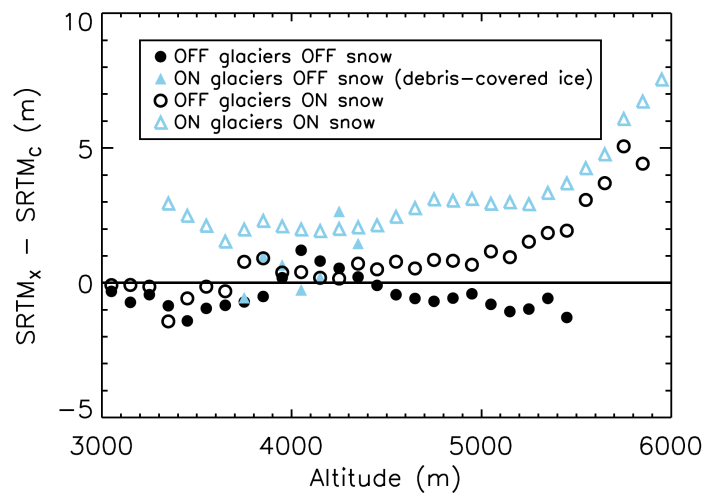 10
OFF glaciers OFF snow
ON glaciers OFF snow (debris−covered ice)
OFF glaciers ON snow
ON glaciers ON snow
5
0
−5
SRTMX − SRTMC (m)
3000 4000 5000 6000
Altitude (m)